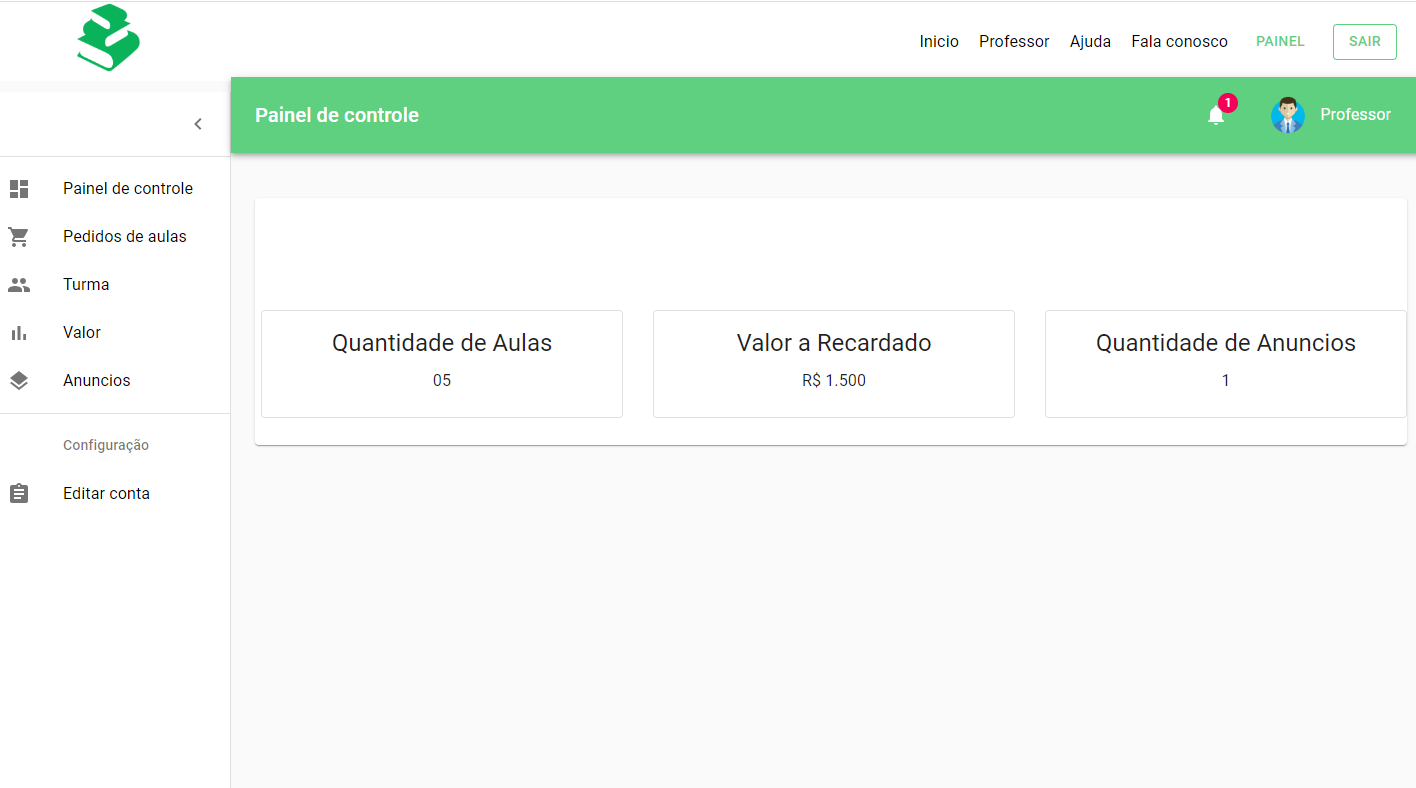 Inicio Professor Ajuda Fala conosco PAINEL SAIR
Painel de controle 1 Professor
Painel de controle
Pedidos de aulas
Turma
Valor
Anuncios
Configuração
Editar conta
Quantidade de Aulas
05
Valor a Recardado
R$ 1.500
Quantidade de Anuncios
1